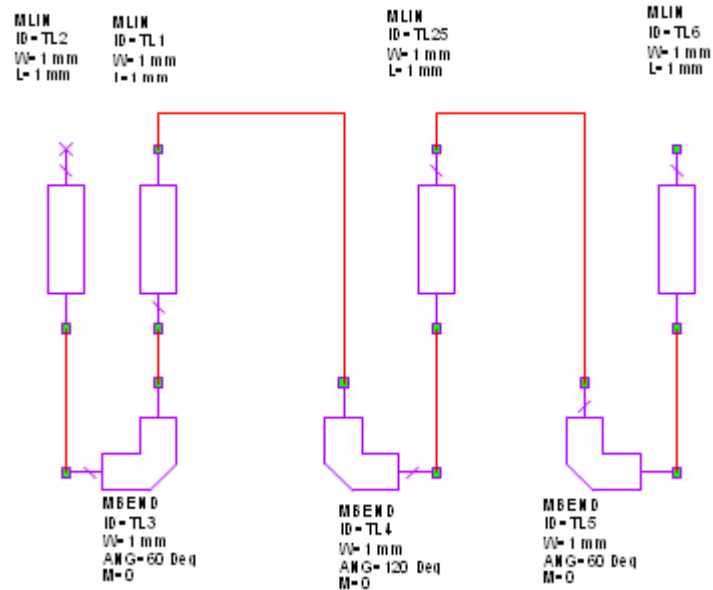 MLIN
ID=TL2
W=1 mm
L=1 mm
MLIN
ID=TL1
W=1 mm
L=1 mm
MLIN
ID=TL25
W=1 mm
L=1 mm
MLIN
ID=TL6
W=1 mm
L=1 mm
MBEND
ID=TL3
W=1 mm
ANG=60 Deg
M=0
MBEND
ID=TL4
W=1 mm
ANG=120 Deg
M=0
MBEND
ID=TL5
W=1 mm
ANG=60 Deg
M=0